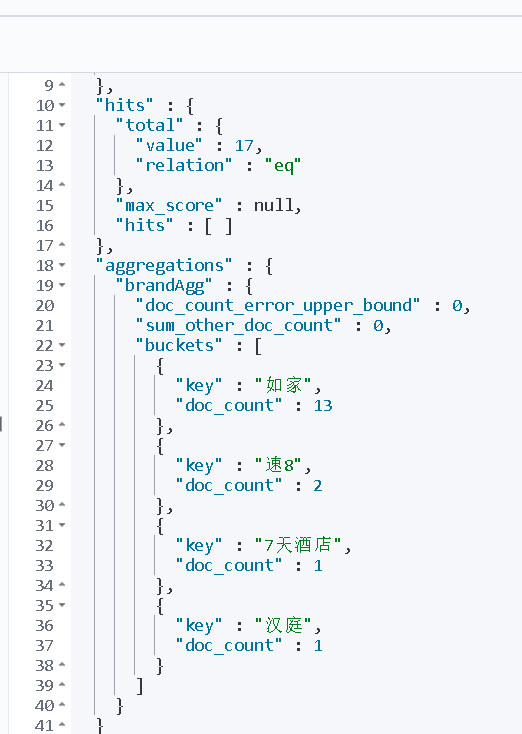 9 },
10 "hits" : {
11 "total" : {
12 "value" : 17,
13 "relation" : "eq"
14 },
15 "max_score" : null,
16 "hits" : [ ]
17 },
18 "aggregations" : {
19 "brandAgg" : {
20 "doc_count_error_upper_bound" : 0,
21 "sum_other_doc_count" : 0,
22 "buckets" : [
23 {
24 "key" : "如家",
25 "doc_count" : 13
26 },
27 {
28 "key" : "速8",
29 "doc_count" : 2
30 },
31 {
32 "key" : "7天酒店",
33 "doc_count" : 1
34 },
35 {
36 "key" : "汉庭",
37 "doc_count" : 1
38 }
39 ]
40 }
41 }